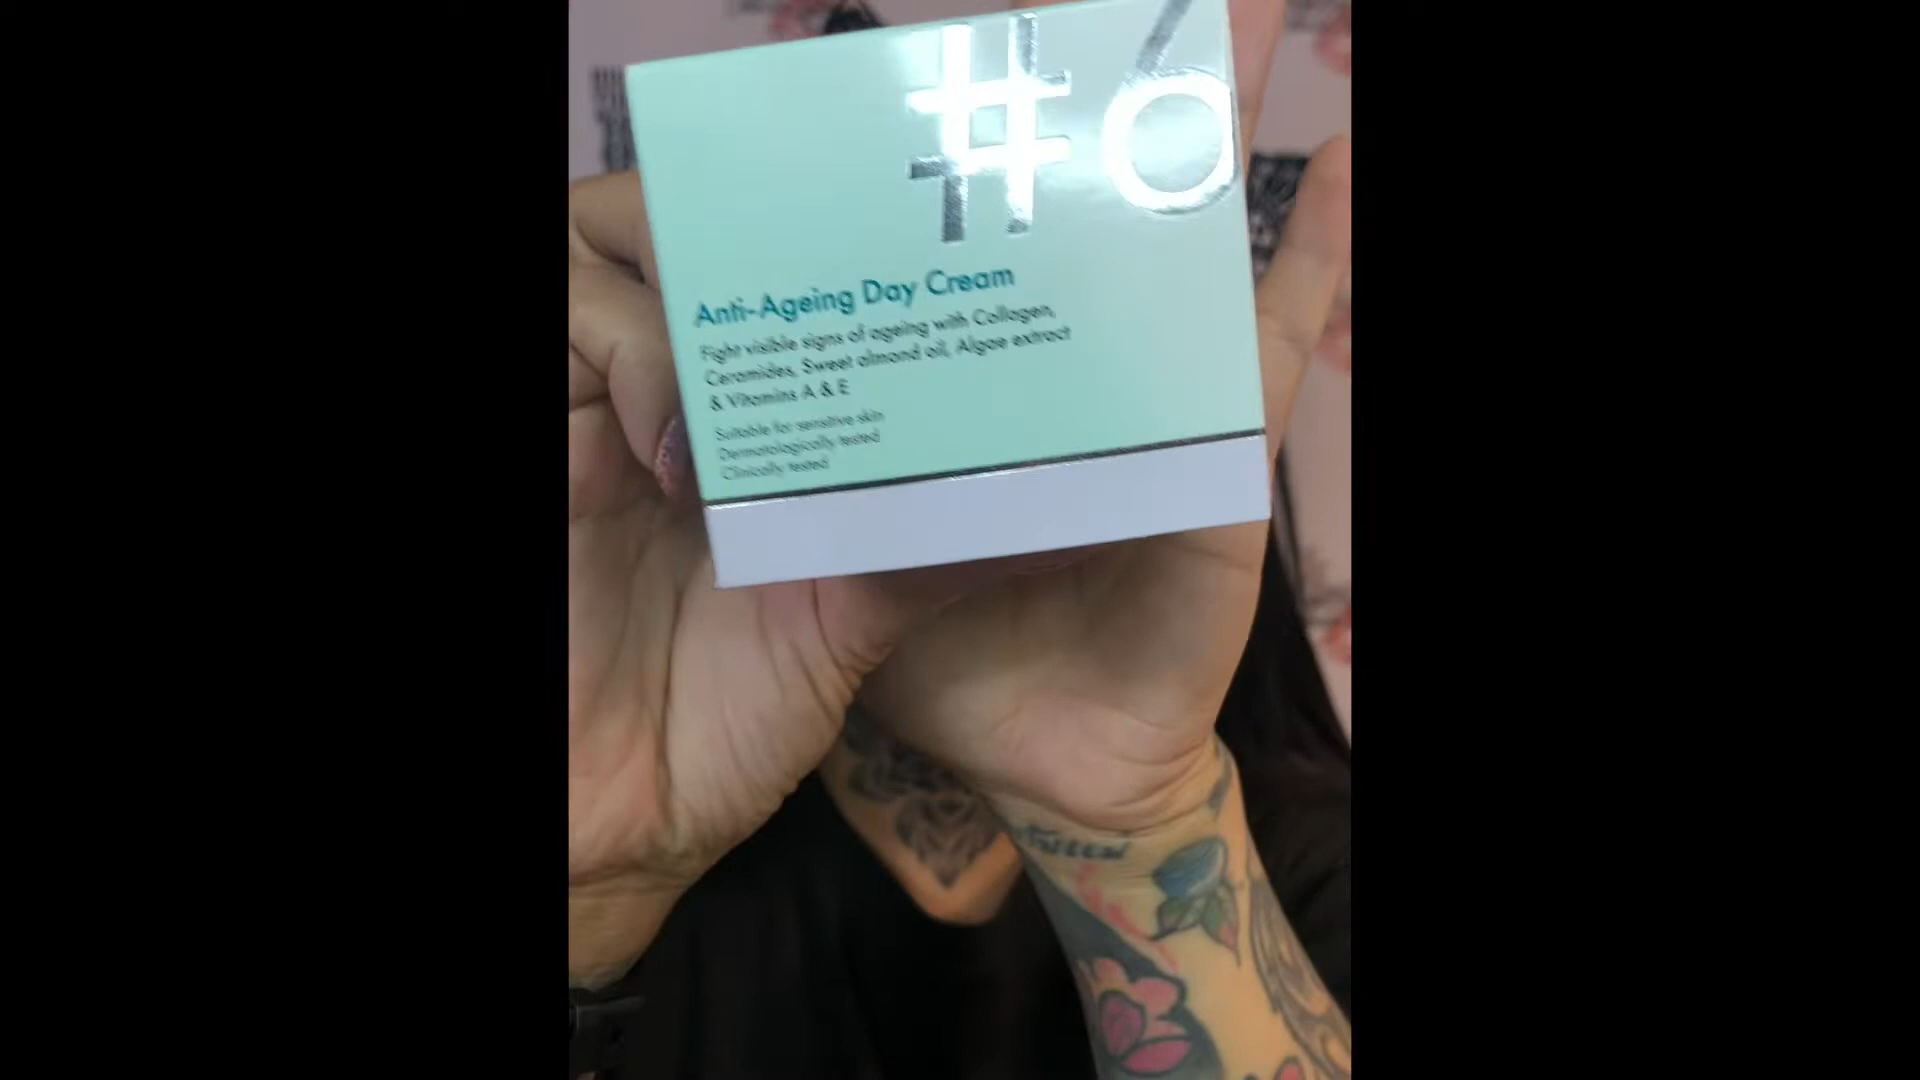 #6
Anti-Ageing Day Cream
Fight visible signs of ageing with Collagen,
Ceramides, Sweet almond oil, Algae extract
& Vitamins A & E
Suitable for sensitive skin
Dermatologically tested
Clinically tested